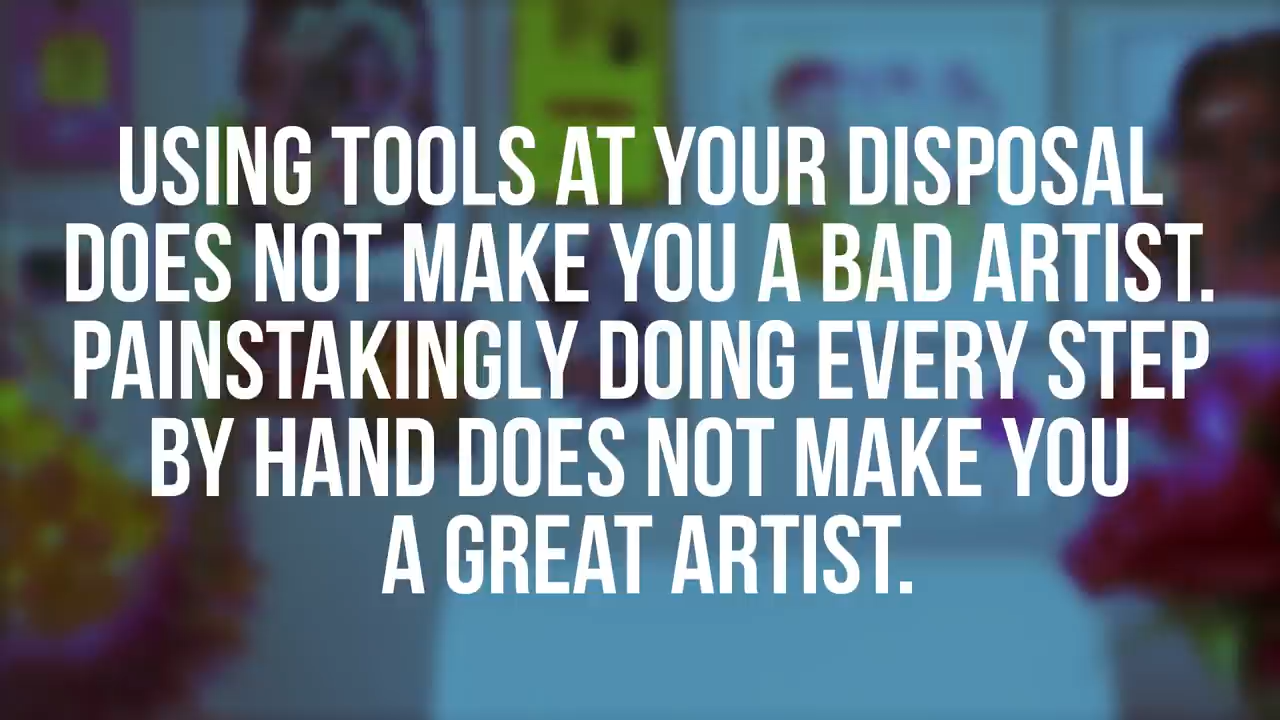 USING TOOLS AT YOUR DISPOSAL
DOES NOT MAKE YOU A BAD ARTIST.
PAINSTAKINGLY DOING EVERY STEP
BY HAND DOES NOT MAKE YOU
A GREAT ARTIST.